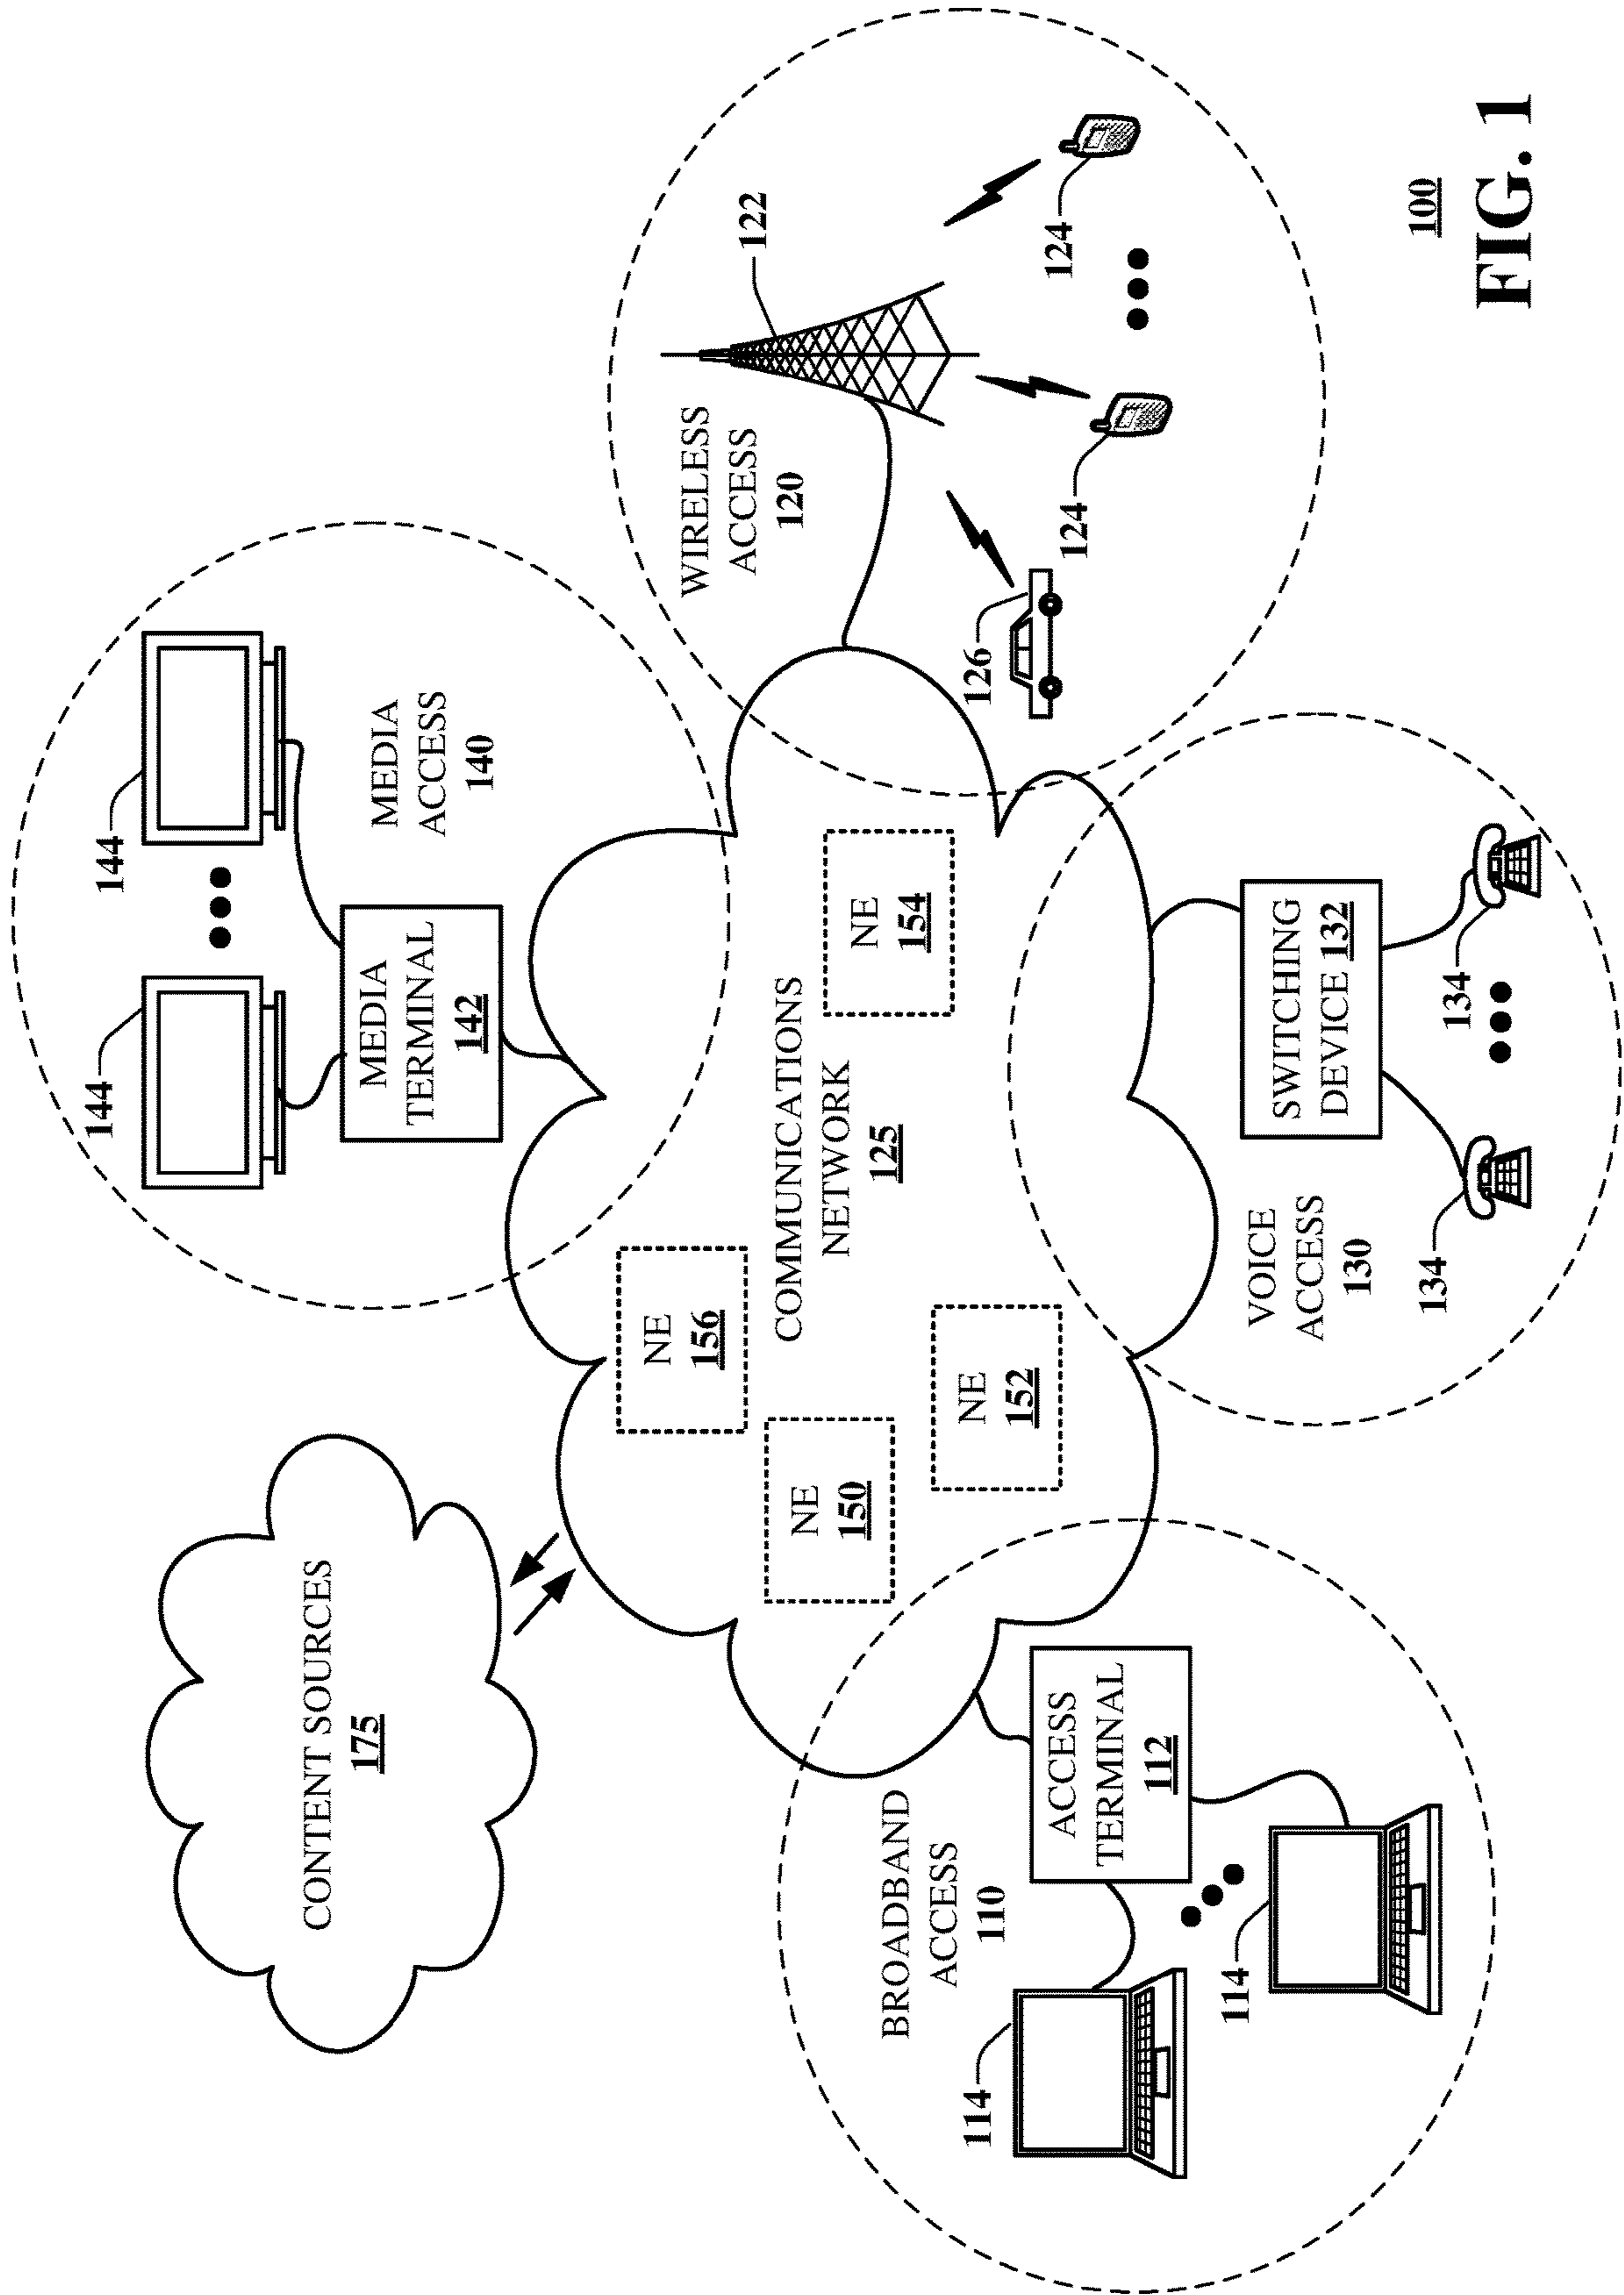 CONTENT SOURCES
175
144
144
MEDIA
TERMINAL
142
MEDIA
ACCESS
140
WIRELESS
ACCESS
120
122
NE
156
NE
150
COMMUNICATIONS
NETWORK
125
NE
154
NE
152
BROADBAND
ACCESS
110
114
ACCESS
TERMINAL
112
114
126
124
124
VOICE
ACCESS
130
SWITCHING
DEVICE 132
134
134
100
FIG. 1